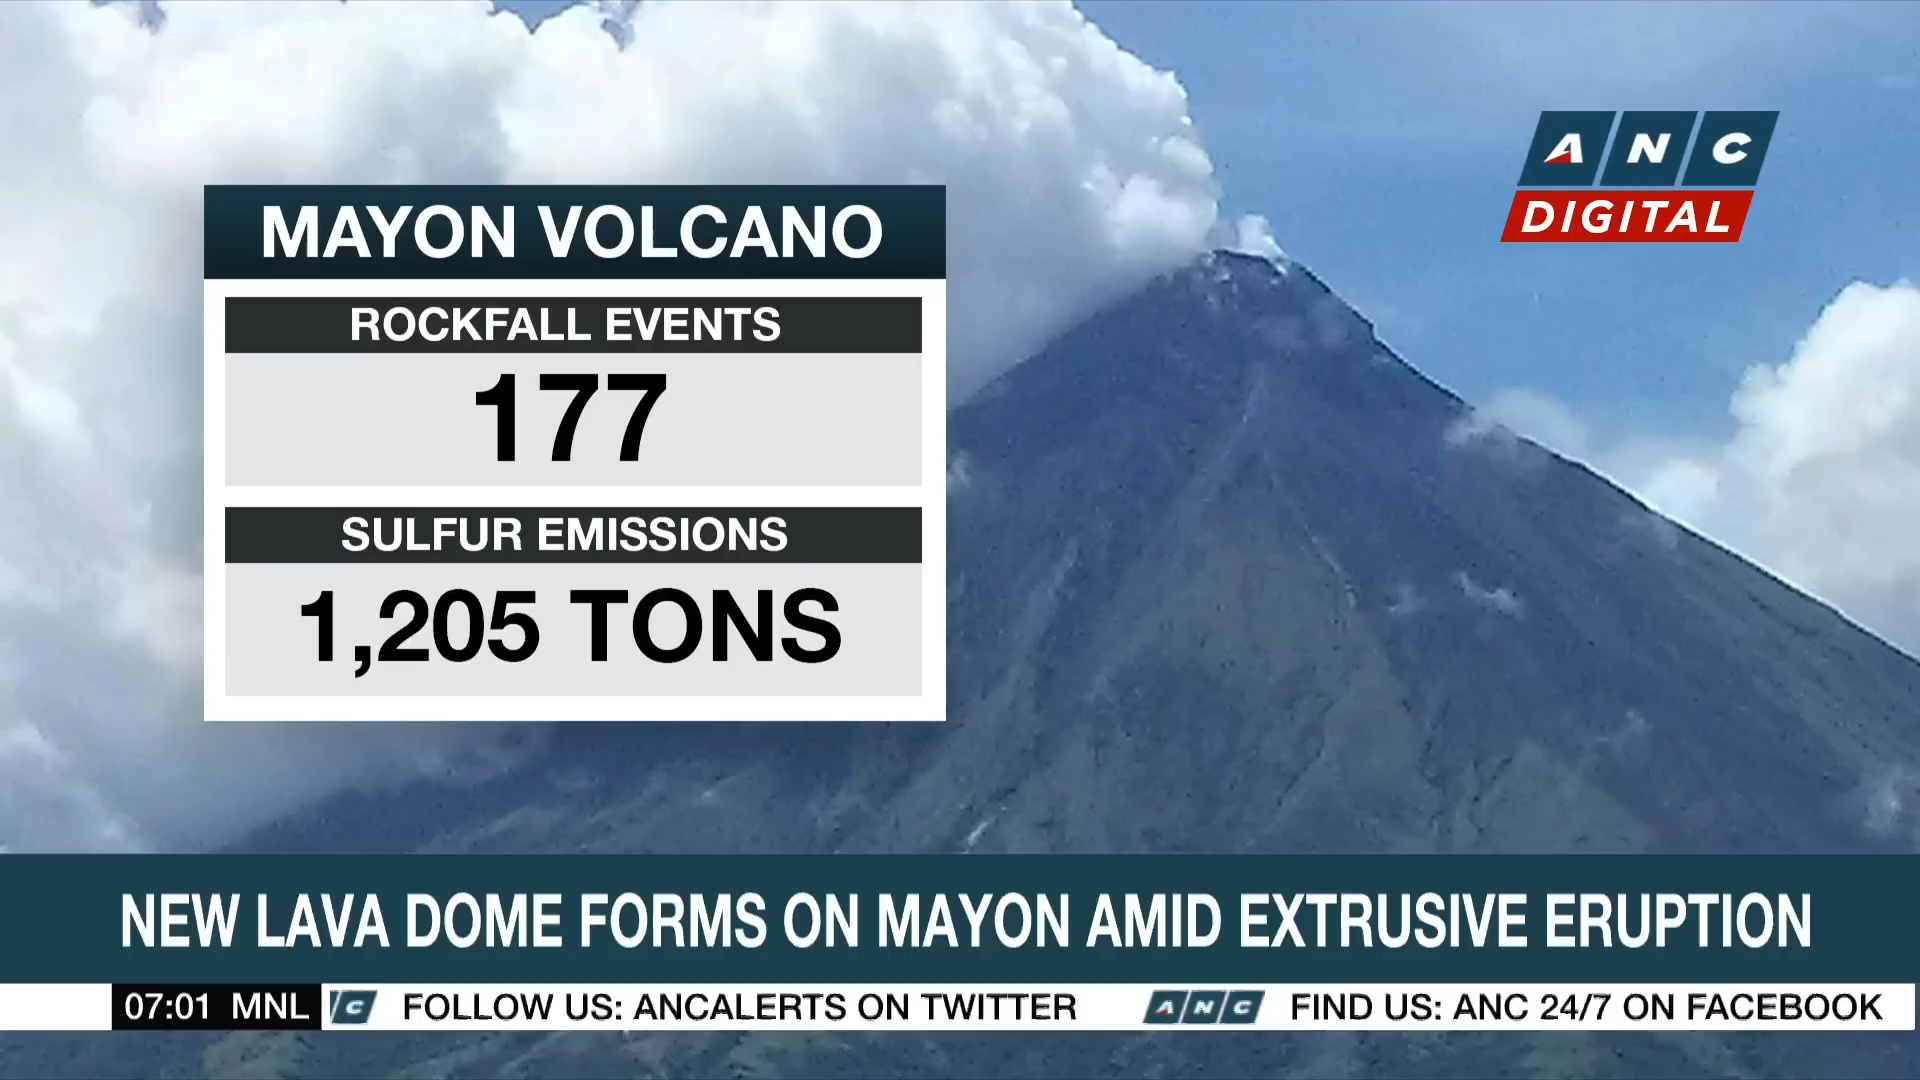 ANC
DIGITAL
MAYON VOLCANO
ROCKFALL EVENTS
177
SULFUR EMISSIONS
1,205 TONS
NEW LAVA DOME FORMS ON MAYON AMID EXTRUSIVE ERUPTION
07:01 MNL C FOLLOW US: ANCALERTS ON TWITTER ANC FIND US: ANC 24/7 ON FACEBOOK